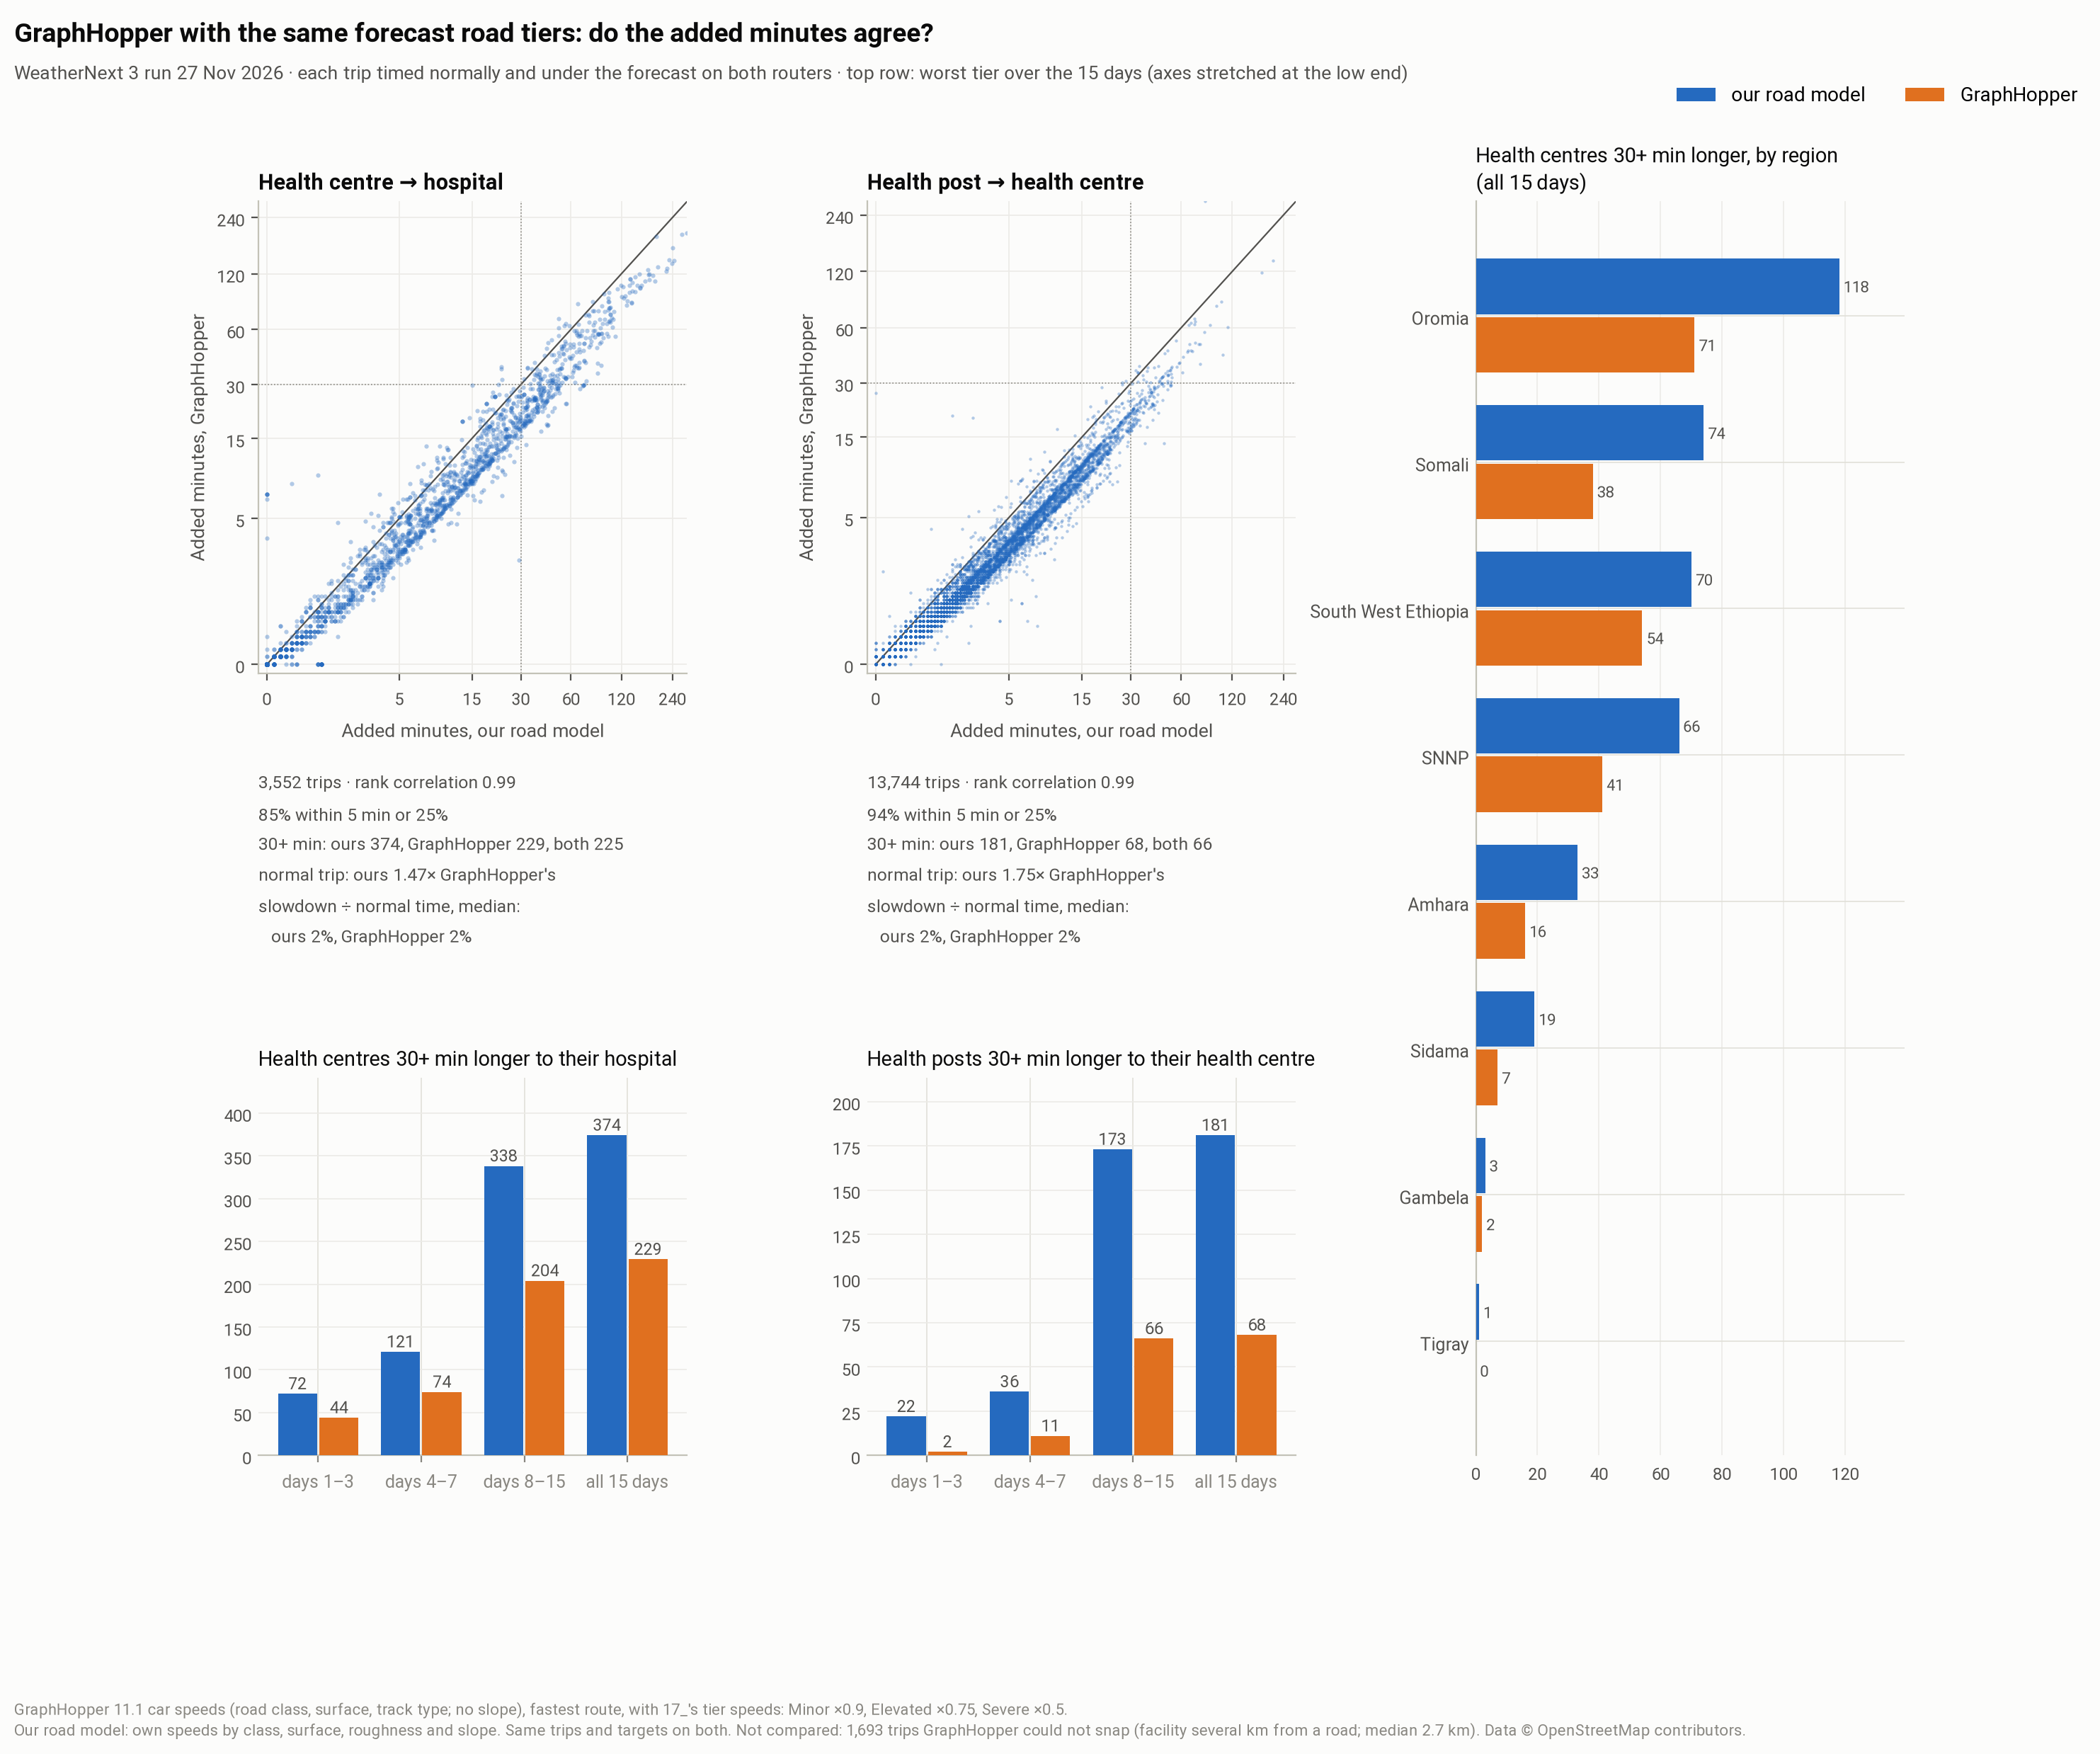 GraphHopper with the same forecast road tiers: do the added minutes agree?
WeatherNext 3 run 27 Nov 2026 · each trip timed normally and under the forecast on both routers · top row: worst tier over the 15 days (axes stretched at the low end)
our road model
GraphHopper
Health centre → hospital
240
120
60
30
15
5
0
Added minutes, GraphHopper
0
5
15
30
60
120
240
Added minutes, our road model
3,552 trips · rank correlation 0.99
85% within 5 min or 25%
30+ min: ours 374, GraphHopper 229, both 225
normal trip: ours 1.47× GraphHopper's
slowdown ÷ normal time, median:
ours 2%, GraphHopper 2%
Health post → health centre
240
120
60
30
15
5
0
Added minutes, GraphHopper
0
5
15
30
60
120
240
Added minutes, our road model
13,744 trips · rank correlation 0.99
94% within 5 min or 25%
30+ min: ours 181, GraphHopper 68, both 66
normal trip: ours 1.75× GraphHopper's
slowdown ÷ normal time, median:
ours 2%, GraphHopper 2%
Health centres 30+ min longer, by region
(all 15 days)
Oromia
118
71
Somali
74
38
South West Ethiopia
70
54
SNNP
66
41
Amhara
33
16
Sidama
19
7
Gambela
3
2
Tigray
1
0
0
20
40
60
80
100
120
Health centres 30+ min longer to their hospital
400
350
300
250
200
150
100
50
0
72
44
121
74
338
204
374
229
days 1–3
days 4–7
days 8–15
all 15 days
Health posts 30+ min longer to their health centre
200
175
150
125
100
75
50
25
0
22
2
36
11
173
66
181
68
days 1–3
days 4–7
days 8–15
all 15 days
GraphHopper 11.1 car speeds (road class, surface, track type; no slope), fastest route, with 17_'s tier speeds: Minor ×0.9, Elevated ×0.75, Severe ×0.5.
Our road model: own speeds by class, surface, roughness and slope. Same trips and targets on both. Not compared: 1,693 trips GraphHopper could not snap (facility several km from a road; median 2.7 km). Data © OpenStreetMap contributors.